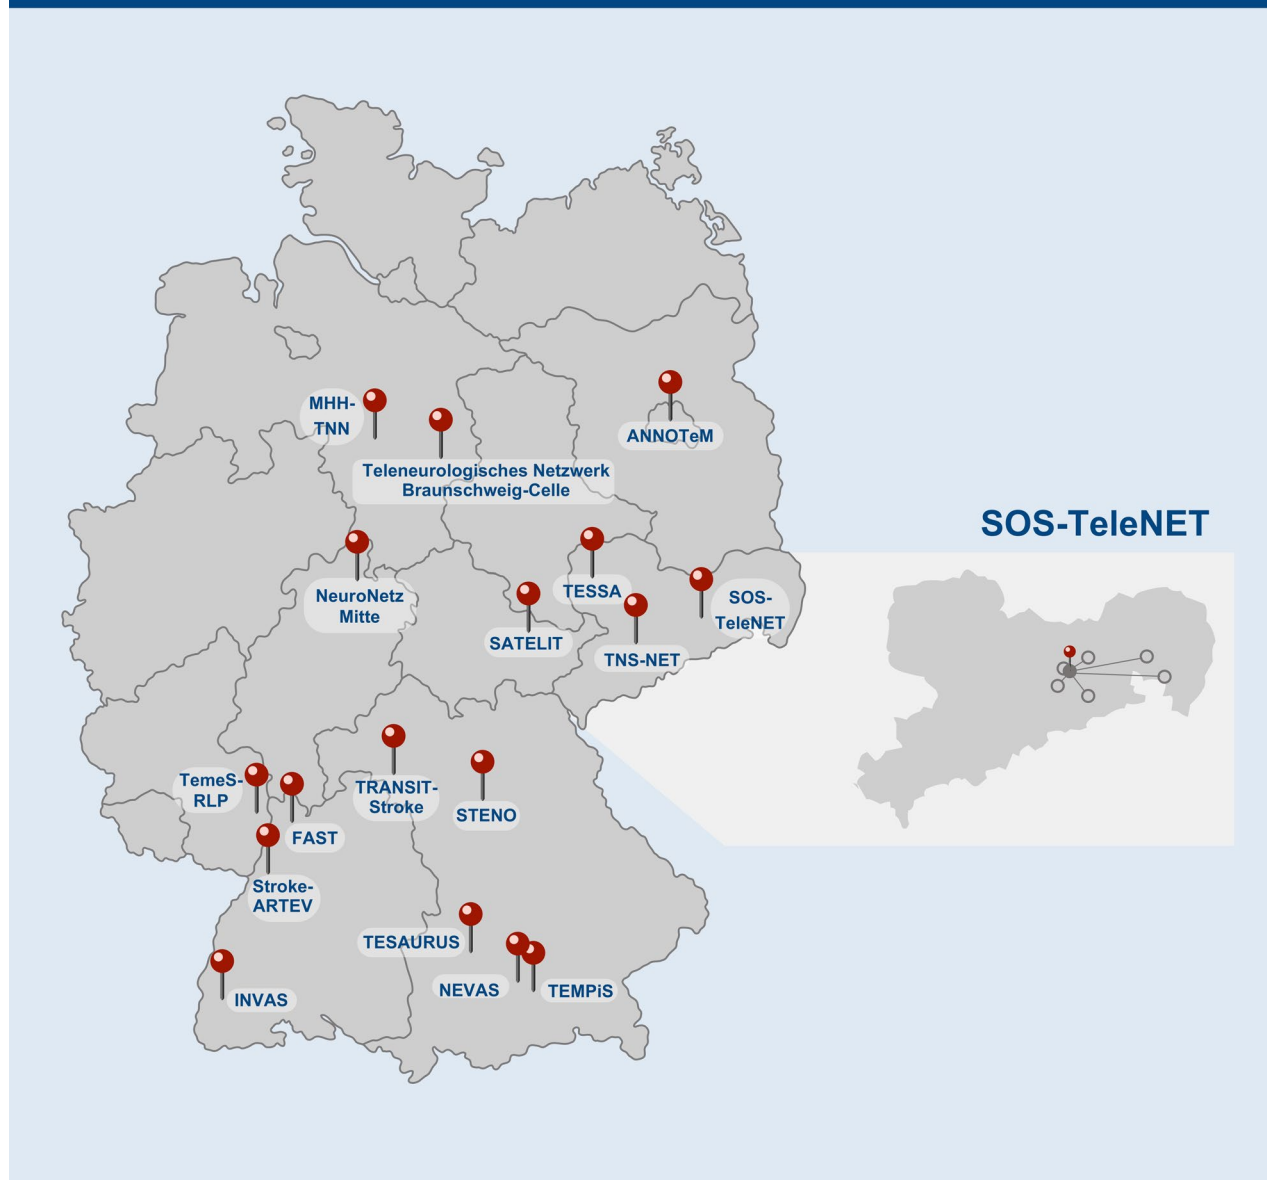 MHH-
TNN
Teleneurologisches Netzwerk
Braunschweig-Celle
ANNOTeM
SOS-TeleNET
NeuroNetz
Mitte
TESSA
SATELIT
TNS-NET
SOS-
TeleNET
TemeS-
RLP
FAST
TRANSIT-
Stroke
STENO
Stroke-
ARTEV
TESAURUS
NEVAS
TEMPiS
INVAS